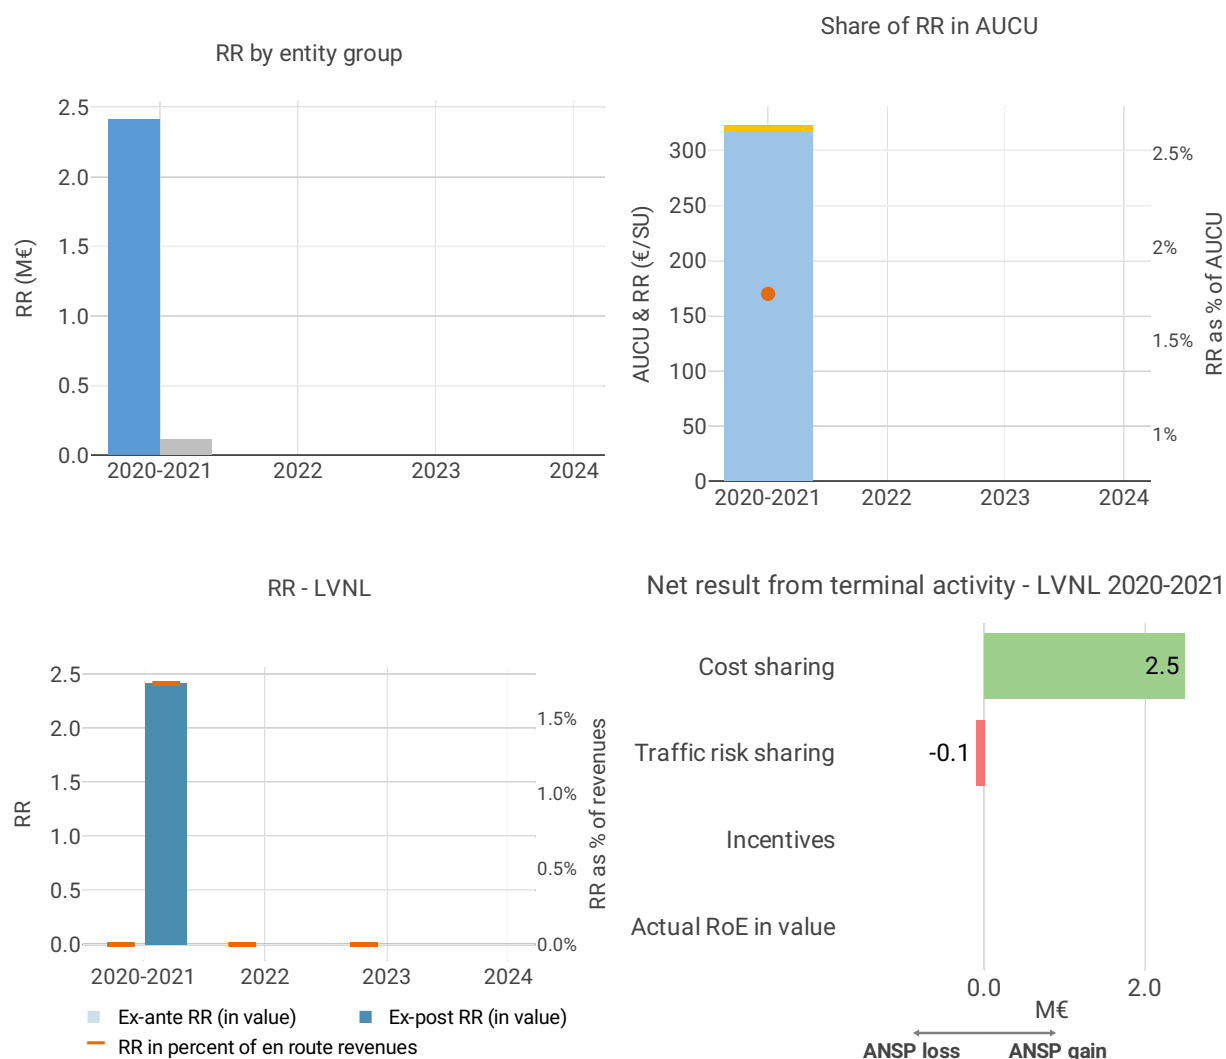 RR by entity group
RR (M€)
2.5
2.0
1.5
1.0
0.5
0.0
2020-2021 2022 2023 2024
Share of RR in AUCU
AUCU & RR (€/SU)
300
250
200
150
100
50
0
2.5%
2%
1.5%
1%
RR as % of AUCU
2020-2021 2022 2023 2024
RR - LVNL
RR
2.5
2.0
1.5
1.0
0.5
0.0
1.5%
1.0%
0.5%
0.0%
RR as % of revenues
2020-2021 2022 2023 2024
Ex-ante RR (in value) Ex-post RR (in value)
RR in percent of en route revenues
Net result from terminal activity - LVNL 2020-2021
Cost sharing 2.5
Traffic risk sharing -0.1
Incentives
Actual RoE in value
0.0 2.0
M€
ANSP loss ANSP gain